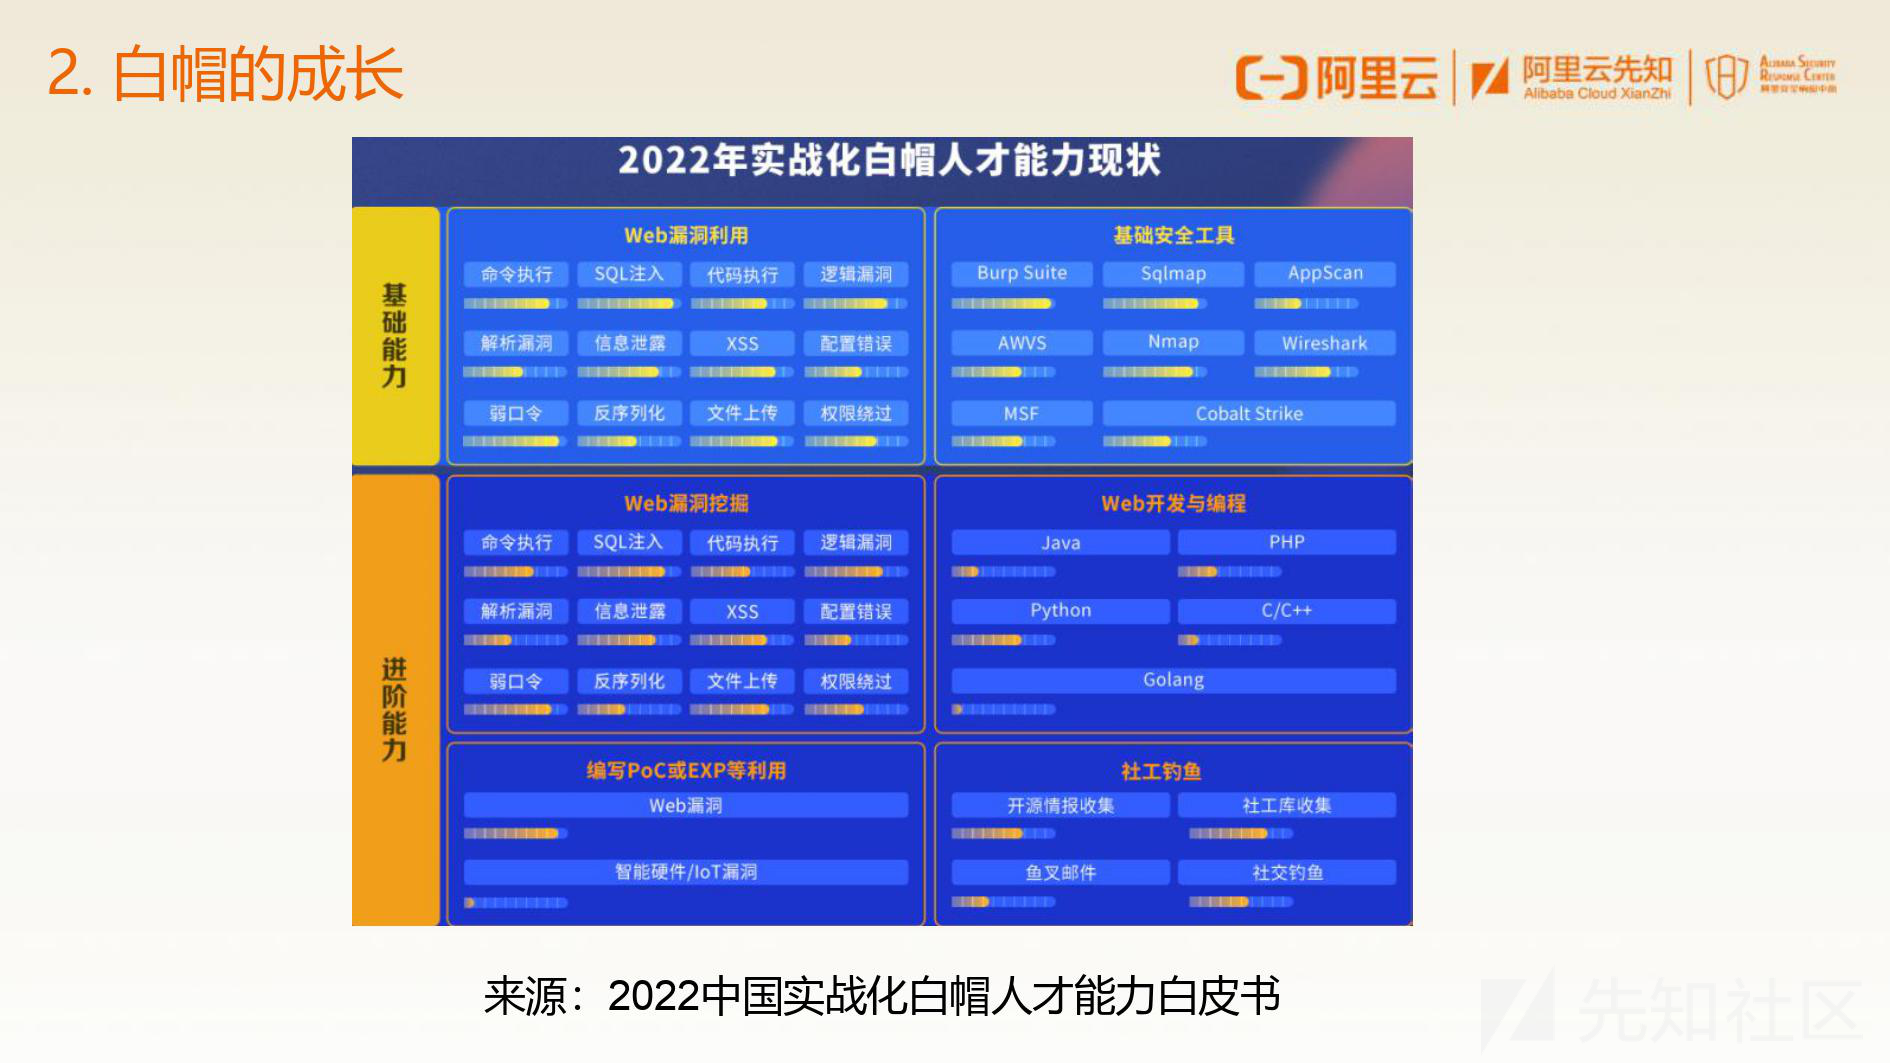 2. 白帽的成长
阿里云
阿里云先知
Alibaba Cloud XianZhi
ALIBABA SECURITY
RESPONSE CENTER
2022年实战化白帽人才能力现状
基础能力
Web漏洞利用
命令执行 SQL注入 代码执行 逻辑漏洞
解析漏洞 信息泄露 XSS 配置错误
弱口令 反序列化 文件上传 权限绕过
基础安全工具
Burp Suite Sqlmap AppScan
AWVS Nmap Wireshark
MSF Cobalt Strike
进阶能力
Web漏洞挖掘
命令执行 SQL注入 代码执行 逻辑漏洞
解析漏洞 信息泄露 XSS 配置错误
弱口令 反序列化 文件上传 权限绕过
Web开发与编程
Java PHP
Python C/C++
Golang
编写PoC或EXP等利用
Web漏洞
智能硬件/IoT漏洞
社工钓鱼
开源情报收集 社工库收集
鱼叉邮件 社交钓鱼
来源：2022中国实战化白帽人才能力白皮书
先知社区